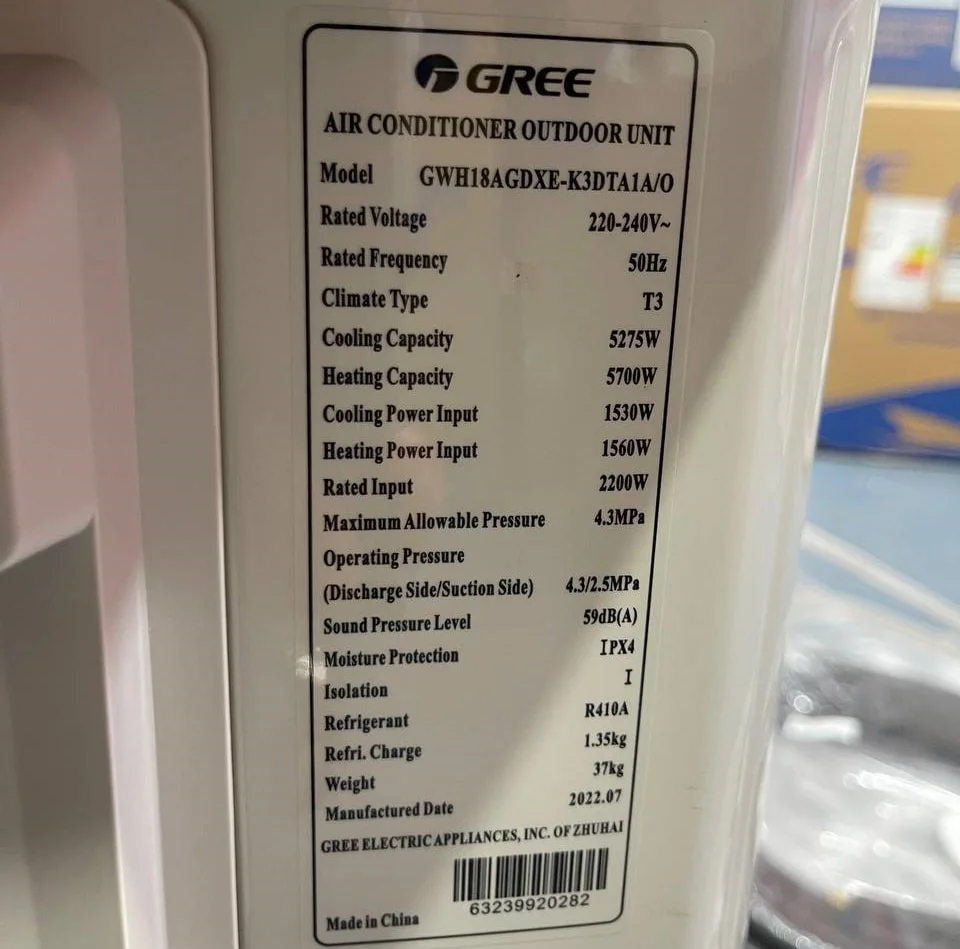 GREE
AIR CONDITIONER OUTDOOR UNIT
Model GWH18AGDXE-K3DTA1A/O
Rated Voltage 220-240V~
Rated Frequency 50Hz
Climate Type T3
Cooling Capacity 5275W
Heating Capacity 5700W
Cooling Power Input 1530W
Heating Power Input 1560W
Rated Input 2200W
Maximum Allowable Pressure 4.3MPa
Operating Pressure
(Discharge Side/Suction Side) 4.3/2.5MPa
Sound Pressure Level 59dB(A)
Moisture Protection IPX4
Isolation I
Refrigerant R410A
Refri. Charge 1.35kg
Weight 37kg
Manufactured Date 2022.07
GREE ELECTRIC APPLIANCES, INC. OF ZHUHAI
63239920282
Made in China